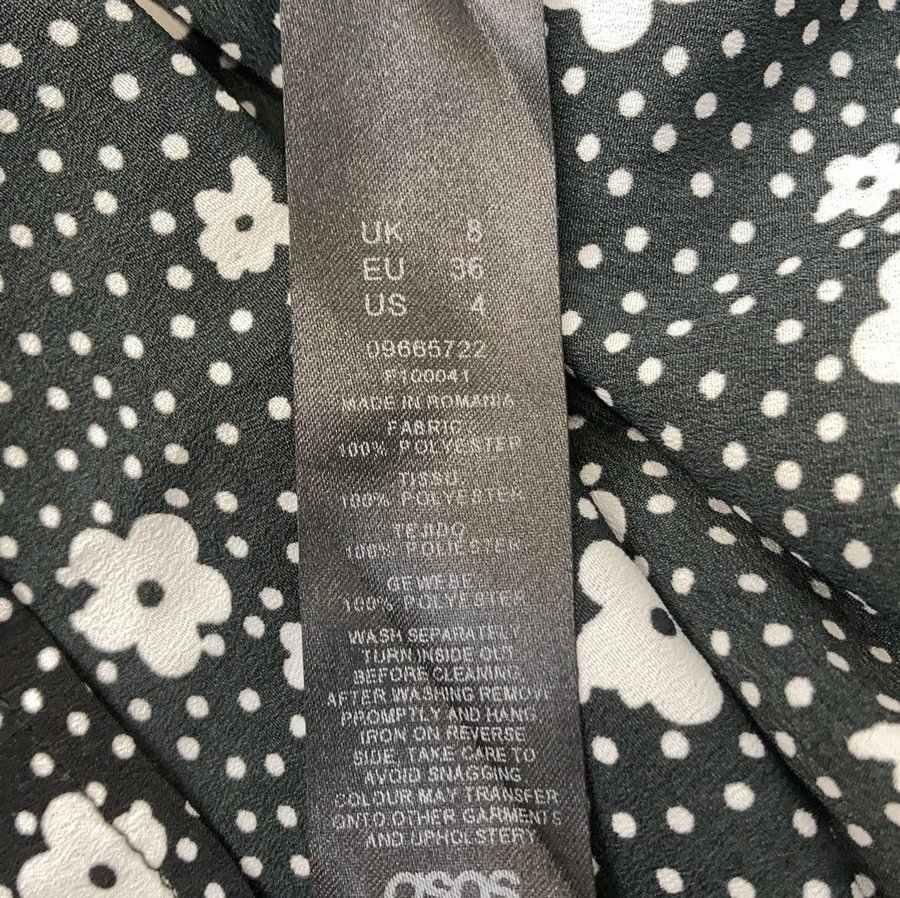 UK 8
EU 36
US 4
09665722
F100041
MADE IN ROMANIA
FABRIC
100% POLYESTER
TISSU
100% POLYESTER
TEJIDO
100% POLIESTER
GEWEBE
100% POLYESTER
WASH SEPARATELY
TURN INSIDE OUT
BEFORE CLEANING
AFTER WASHING REMOVE
PROMPTLY AND HANG
IRON ON REVERSE
SIDE. TAKE CARE TO
AVOID SNAGGING
COLOUR MAY TRANSFER
ONTO OTHER GARMENTS
AND UPHOLSTERY
asos